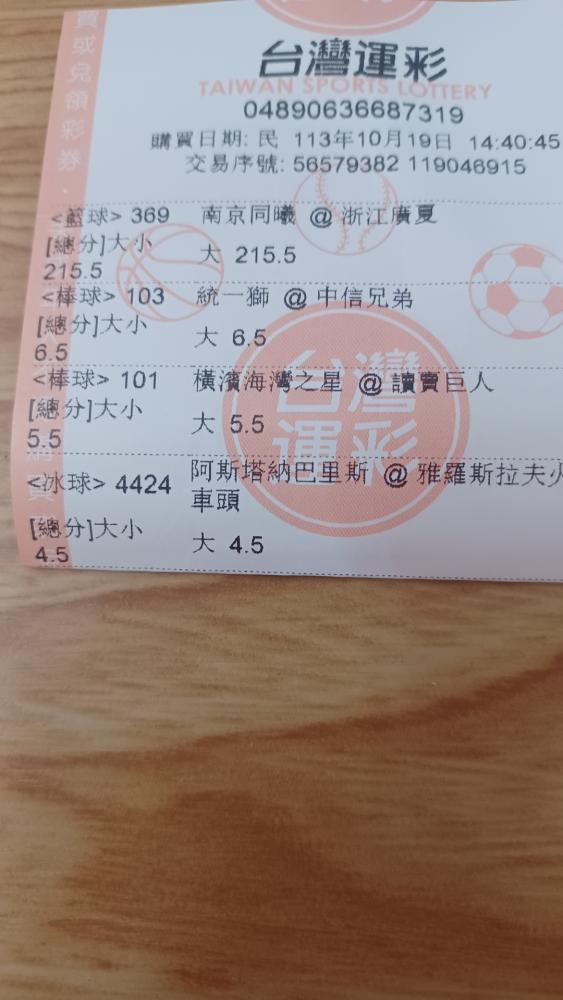 台灣運彩
TAIWAN SPORTS LOTTERY
04890636687319
購買日期: 民 113年10月19日 14:40:45
交易序號: 56579382 119046915
<籃球> 369 南京同曦 @ 浙江廣夏
[總分]大小 大 215.5
215.5
<棒球> 103 統一獅 @ 中信兄弟
[總分]大小 大 6.5
6.5
<棒球> 101 橫濱海灣之星 @ 讀賣巨人
[總分]大小 大 5.5
5.5
<冰球> 4424 阿斯塔納巴里斯 @ 雅羅斯拉夫火
車頭
[總分]大小 大 4.5
4.5
台灣
運彩
買或兌領彩券